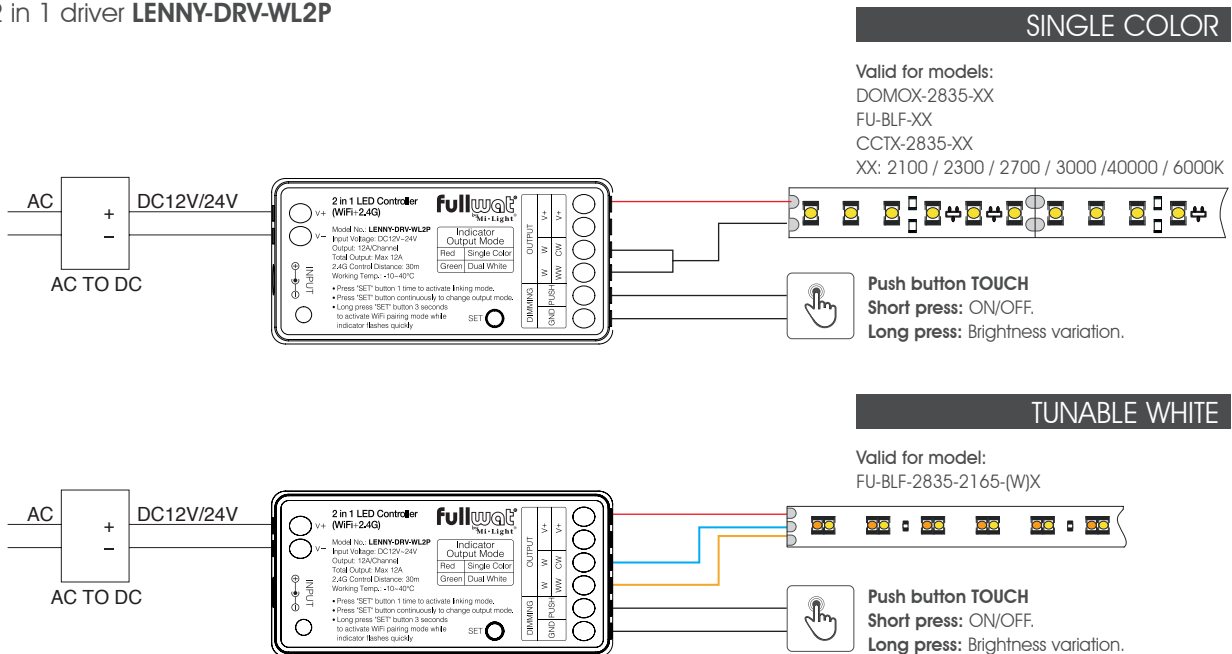 2 in 1 driver LENNY-DRV-WL2P
SINGLE COLOR
Valid for models:
DOMOX-2835-XX
FU-BLF-XX
CCTX-2835-XX
XX: 2100 / 2300 / 2700 / 3000 /40000 / 6000K
AC
+
−
DC12V/24V
AC TO DC
V+
V−
INPUT
2 in 1 LED Controller
(WiFi+2.4G)
fullwat
by Mi-Light
Model No.: LENNY-DRV-WL2P
Input Voltage: DC12V~24V
Output: 12A/Channel
Total Output: Max 12A
2.4G Control Distance: 30m
Working Temp.: -10~40°C
Indicator
Output Mode
Red Single Color
Green Dual White
• Press "SET" button 1 time to activate linking mode.
• Press "SET" button continuously to change output mode.
• Long press "SET" button 3 seconds
to activate WiFi pairing mode while
indicator flashes quickly
SET
OUTPUT
V+ V+
W CW
W WW
DIMMING
PUSH
GND
Push button TOUCH
Short press: ON/OFF.
Long press: Brightness variation.
TUNABLE WHITE
Valid for model:
FU-BLF-2835-2165-(W)X
AC
+
−
DC12V/24V
AC TO DC
V+
V−
INPUT
2 in 1 LED Controller
(WiFi+2.4G)
fullwat
by Mi-Light
Model No.: LENNY-DRV-WL2P
Input Voltage: DC12V~24V
Output: 12A/Channel
Total Output: Max 12A
2.4G Control Distance: 30m
Working Temp.: -10~40°C
Indicator
Output Mode
Red Single Color
Green Dual White
• Press "SET" button 1 time to activate linking mode.
• Press "SET" button continuously to change output mode.
• Long press "SET" button 3 seconds
to activate WiFi pairing mode while
indicator flashes quickly
SET
OUTPUT
V+ V+
W CW
W WW
DIMMING
PUSH
GND
Push button TOUCH
Short press: ON/OFF.
Long press: Brightness variation.